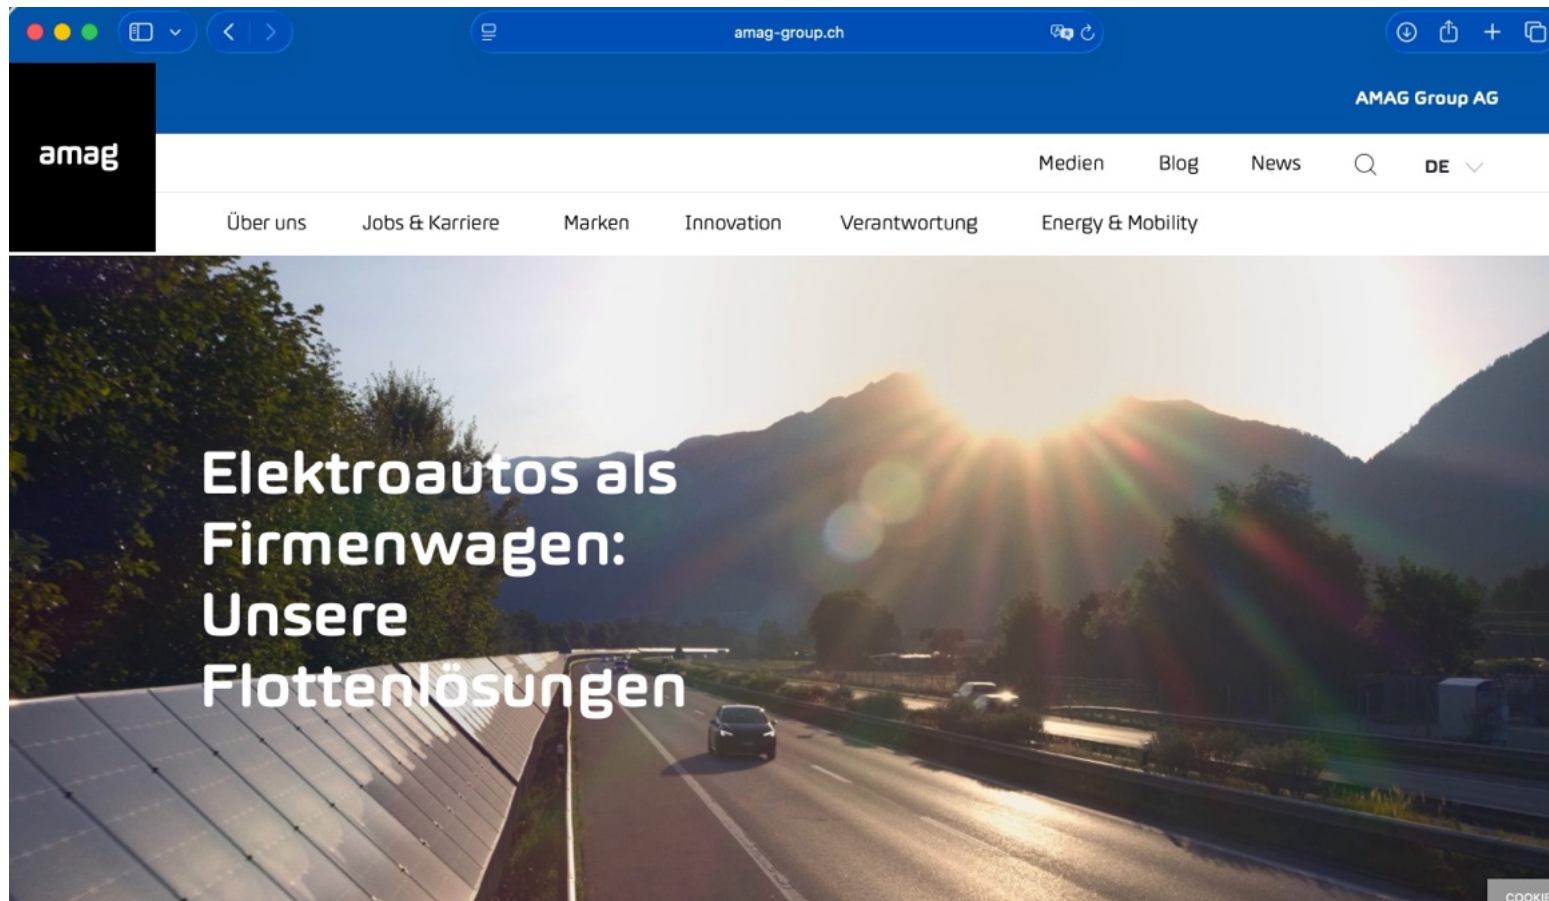 amag-group.ch
AMAG Group AG
amag
Medien Blog News DE
Über uns Jobs & Karriere Marken Innovation Verantwortung Energy & Mobility
Elektroautos als
Firmenwagen:
Unsere
Flottenlösungen